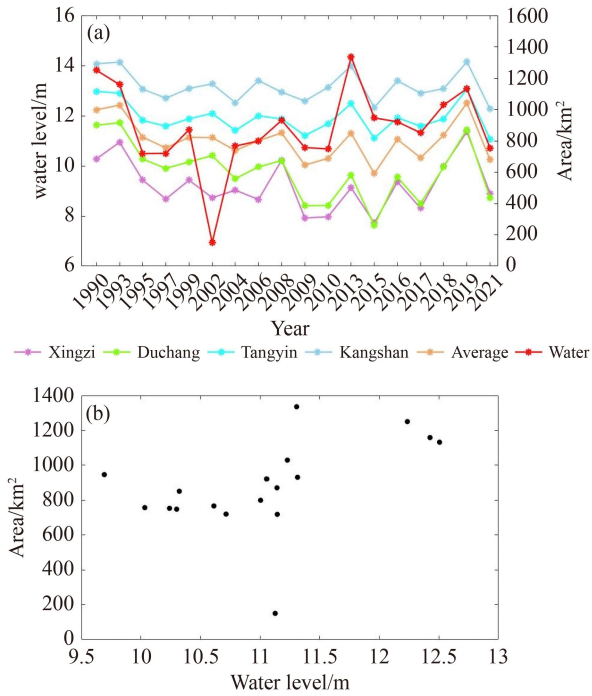 (a)
water level/m
16
14
12
10
8
6
Area/km²
1600
1400
1200
1000
800
600
400
200
0
1990 1993 1995 1997 1999 2002 2004 2006 2008 2009 2010 2013 2014 2016 2017 2018 2019 2021
Year
Xingzi Duchang Tangyin Kangshan Average Water
(b)
Area/km²
1400
1200
1000
800
600
400
200
0
9.5 10 10.5 11 11.5 12 12.5 13
Water level/m